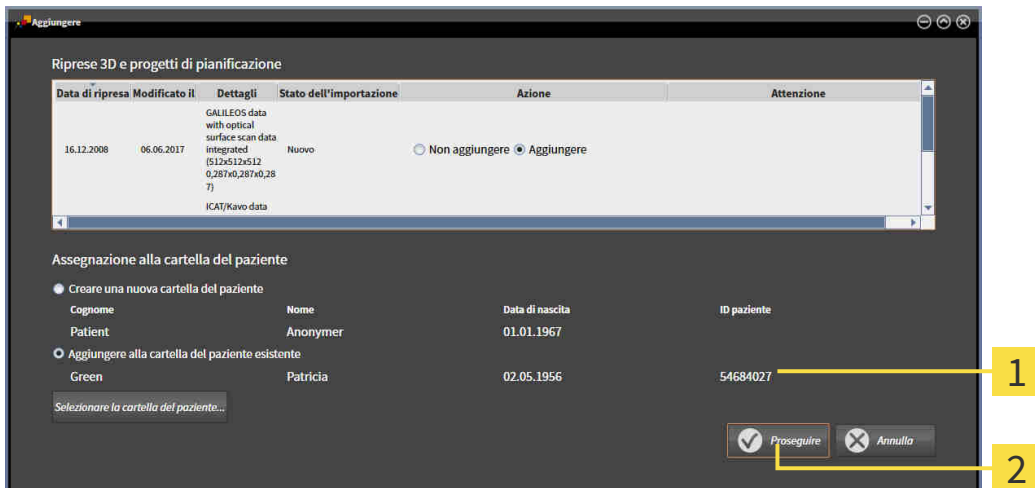 Aggiungere
Riprese 3D e progetti di pianificazione
Data di ripresa Modificato il Dettagli Stato dell'importazione Azione Attenzione
GALILEOS data
with optical
surface scan data
16.12.2008 06.06.2017 integrated Nuovo Non aggiungere Aggiungere
(512x512x512
0,287x0,287x0,28
7)
ICAT/Kavo data
Assegnazione alla cartella del paziente
Creare una nuova cartella del paziente
Cognome Nome Data di nascita ID paziente
Patient Anonymer 01.01.1967
Aggiungere alla cartella del paziente esistente
Green Patricia 02.05.1956 54684027 1
Selezionare la cartella del paziente...
Proseguire Annulla
2